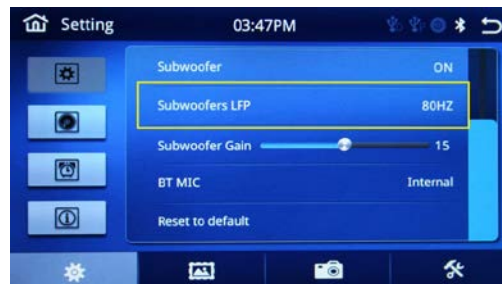 Setting 03:47PM
Subwoofer ON
Subwoofers LFP 80HZ
Subwoofer Gain 15
BT MIC Internal
Reset to default